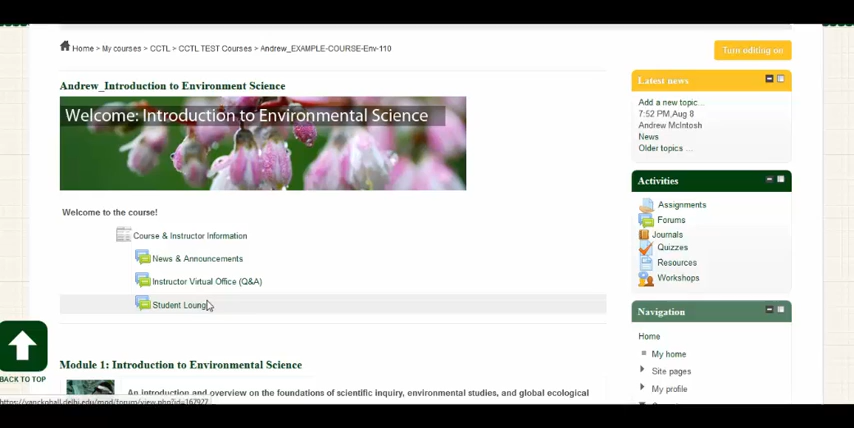 Home > My courses > CCTL > CCTL TEST Courses > Andrew_EXAMPLE-COURSE-Env-110
Turn editing on
Andrew_Introduction to Environment Science
Welcome: Introduction to Environmental Science
Welcome to the course!
Course & Instructor Information
News & Announcements
Instructor Virtual Office (Q&A)
Student Lounge
Module 1: Introduction to Environmental Science
An introduction and overview on the foundations of scientific inquiry, environmental studies, and global ecological
BACK TO TOP
Latest news
Add a new topic...
7:52 PM, Aug 8
Andrew McIntosh
News
Older topics ...
Activities
Assignments
Forums
Journals
Quizzes
Resources
Workshops
Navigation
Home
My home
Site pages
My profile